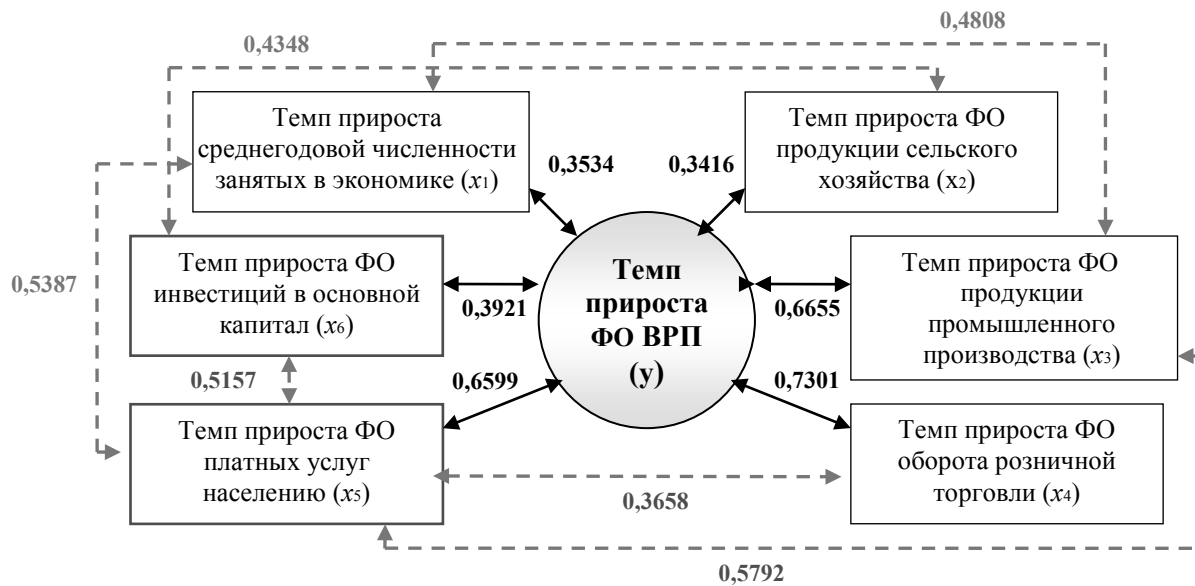 0,4348
0,4808
Темп прироста
среднегодовой численности
занятых в экономике (x1)
0,3534
0,3416
Темп прироста ФО
продукции сельского
хозяйства (x2)
0,5387
Темп прироста ФО
инвестиций в основной
капитал (x6)
0,3921
Темп
прироста
ФО ВРП
(у)
0,6655
Темп прироста ФО
продукции
промышленного
производства (x3)
0,5157
0,6599
0,7301
Темп прироста ФО
платных услуг
населению (x5)
0,3658
Темп прироста ФО
оборота розничной
торговли (x4)
0,5792